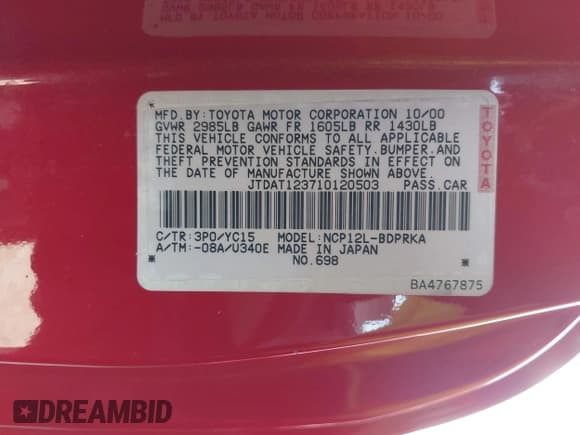 MFD.BY:TOYOTA MOTOR CORPORATION 10/00
GVWR 2985LB GAWR FR 1605LB RR 1430LB
THIS VEHICLE CONFORMS TO ALL APPLICABLE
FEDERAL MOTOR VEHICLE SAFETY.BUMPER.AND
THEFT PREVENTION STANDARDS IN EFFECT ON
THE DATE OF MANUFACTURE SHOWN ABOVE.
JTDAT123710120503 PASS.CAR
TOYOTA
C/TR:3P0/YC15 MODEL:NCP12L-BDPRKA
A/TM:-08A/U340E MADE IN JAPAN
NO.698
BA4767875
DREAMBID